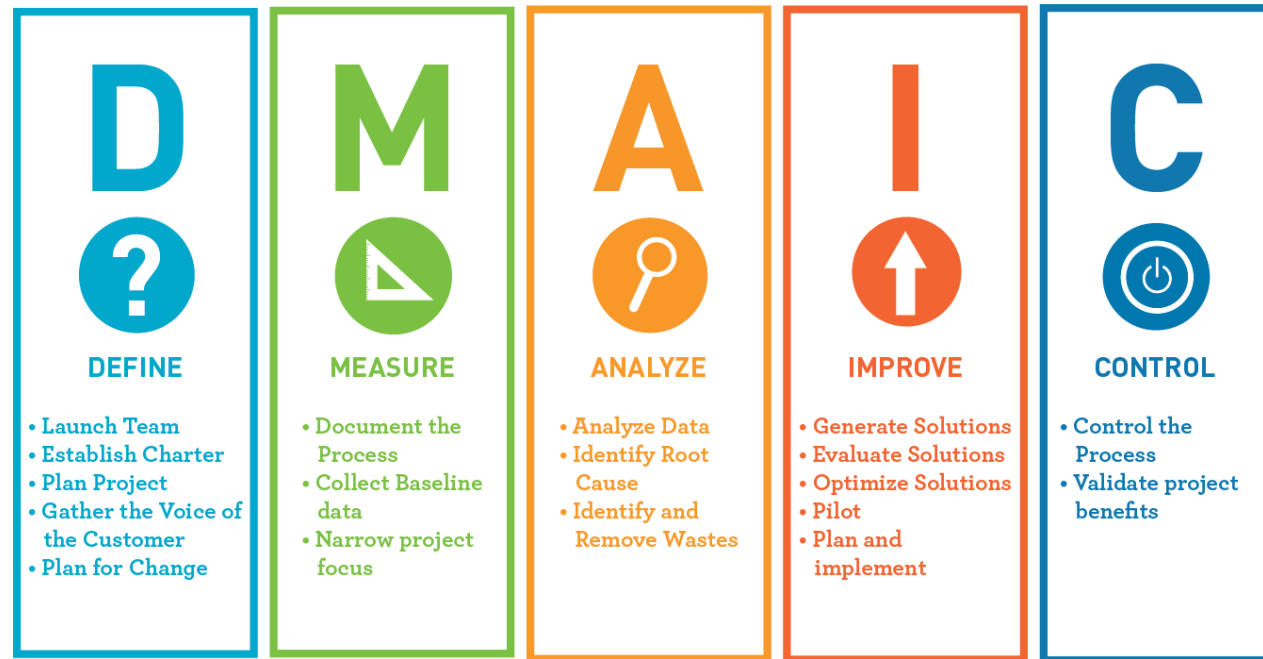 D
DEFINE
• Launch Team
• Establish Charter
• Plan Project
• Gather the Voice of
the Customer
• Plan for Change
M
MEASURE
• Document the
Process
• Collect Baseline
data
• Narrow project
focus
A
ANALYZE
• Analyze Data
• Identify Root
Cause
• Identify and
Remove Wastes
I
IMPROVE
• Generate Solutions
• Evaluate Solutions
• Optimize Solutions
• Pilot
• Plan and
implement
C
CONTROL
• Control the
Process
• Validate project
benefits